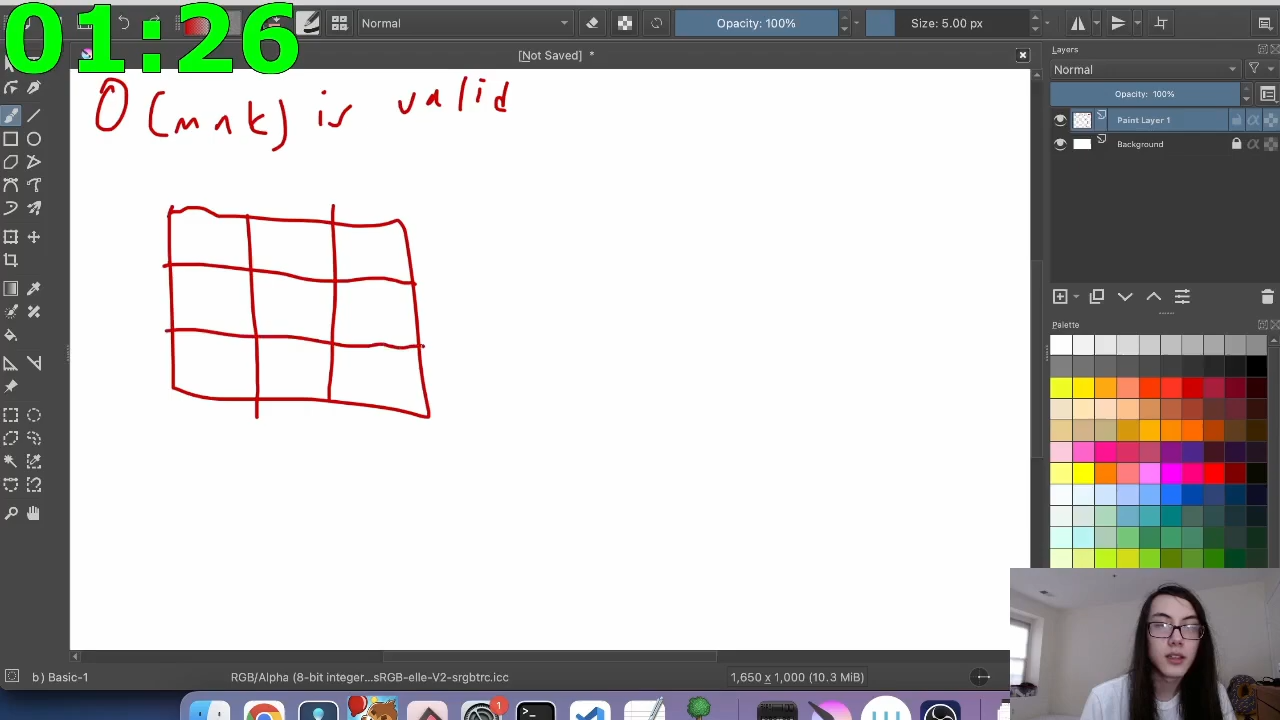 01:26
Normal
Opacity: 100%
Size: 5.00 px
[Not Saved] *
O(mnk) is valid
Layers
Normal
Opacity: 100%
Paint Layer 1
Background
Palette
b) Basic-1
RGB/Alpha (8-bit integer...sRGB-elle-V2-srgbtrc.icc
1,650 x 1,000 (10.3 MiB)
1